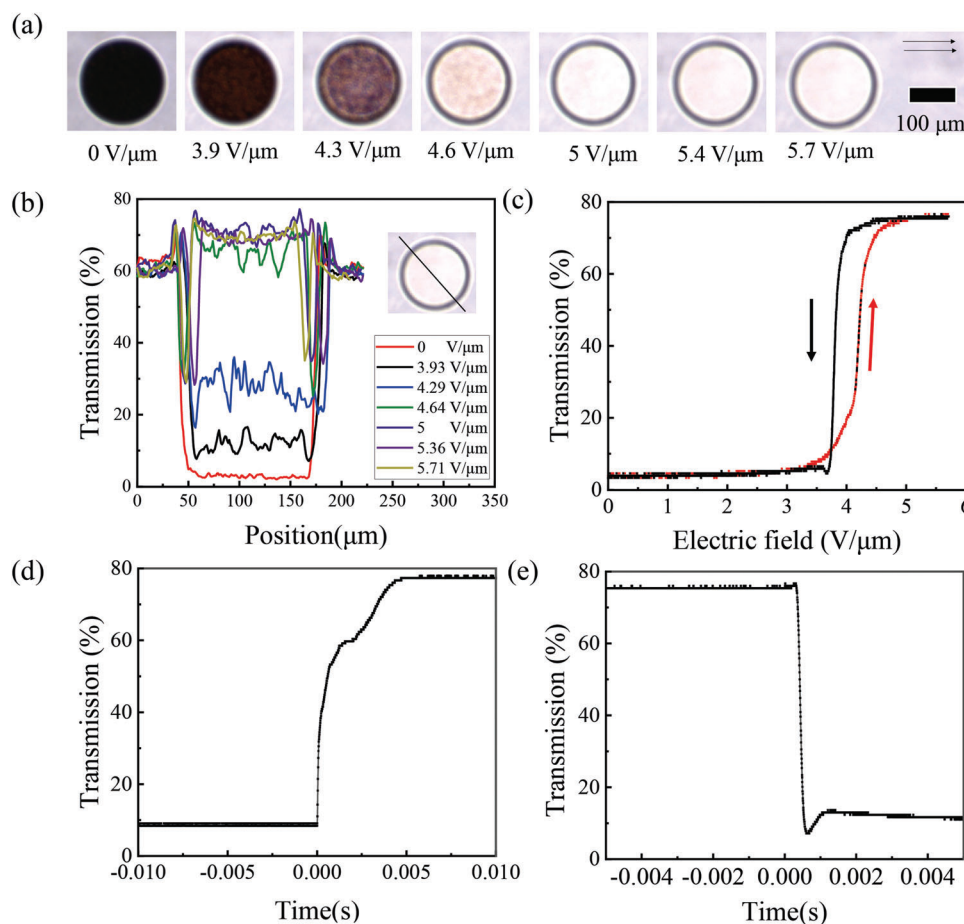 (a)
0 V/μm 3.9 V/μm 4.3 V/μm 4.6 V/μm 5 V/μm 5.4 V/μm 5.7 V/μm 100 μm
(b)
Transmission (%)
80
60
40
20
0
0 50 100 150 200 250 300 350
Position(μm)
0 V/μm
3.93 V/μm
4.29 V/μm
4.64 V/μm
5 V/μm
5.36 V/μm
5.71 V/μm
(c)
Transmission (%)
80
60
40
20
0
0 1 2 3 4 5 6
Electric field (V/μm)
(d)
Transmission (%)
80
60
40
20
0
-0.010 -0.005 0.000 0.005 0.010
Time(s)
(e)
Transmission (%)
80
60
40
20
80
-0.004 -0.002 0.000 0.002 0.004
Time(s)